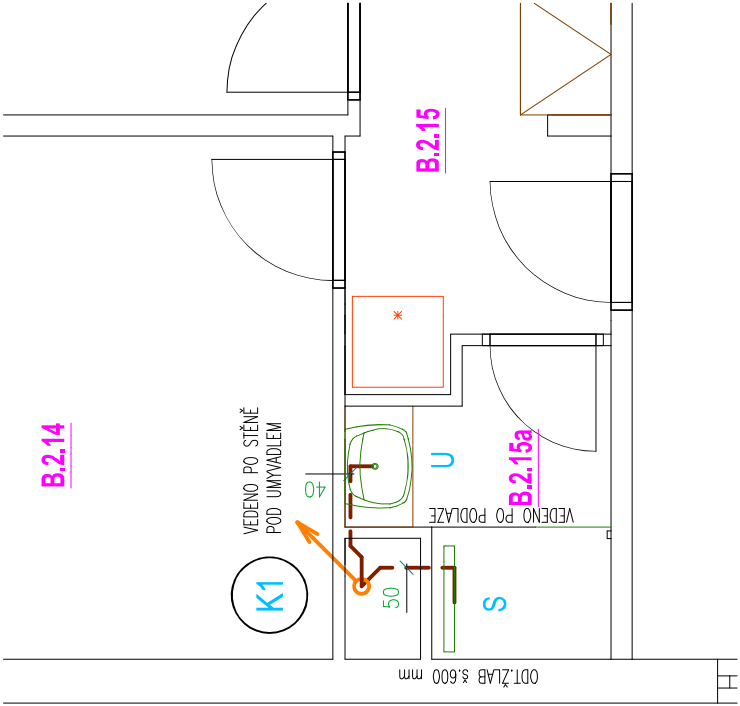 B.2.15
B.2.14
VEDENO PO STĚNĚ
POD UMYVADLEM
40
U
B.2.15a
VEDENO PO PODLAZE
K1
50
S
ODT.ŽLAB š.600 mm